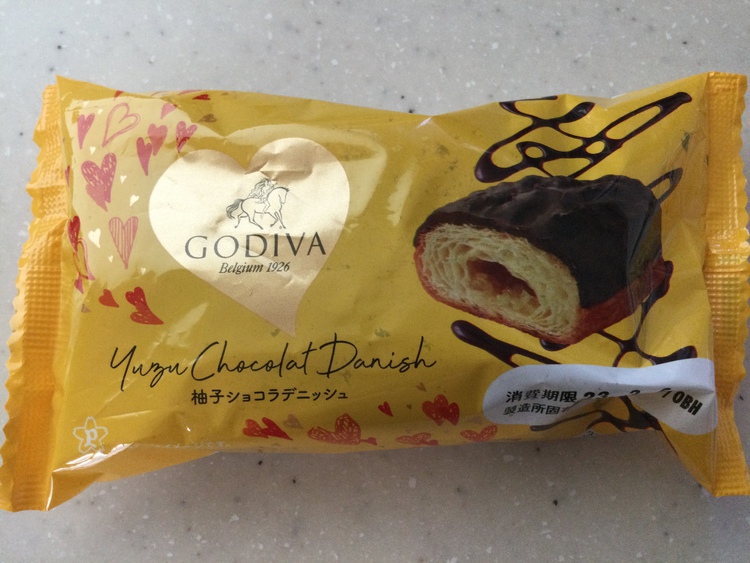 GODIVA
Belgium 1926
Yuzu Chocolat Danish
柚子ショコラデニッシュ
消費期限
製造所固
OBH
P